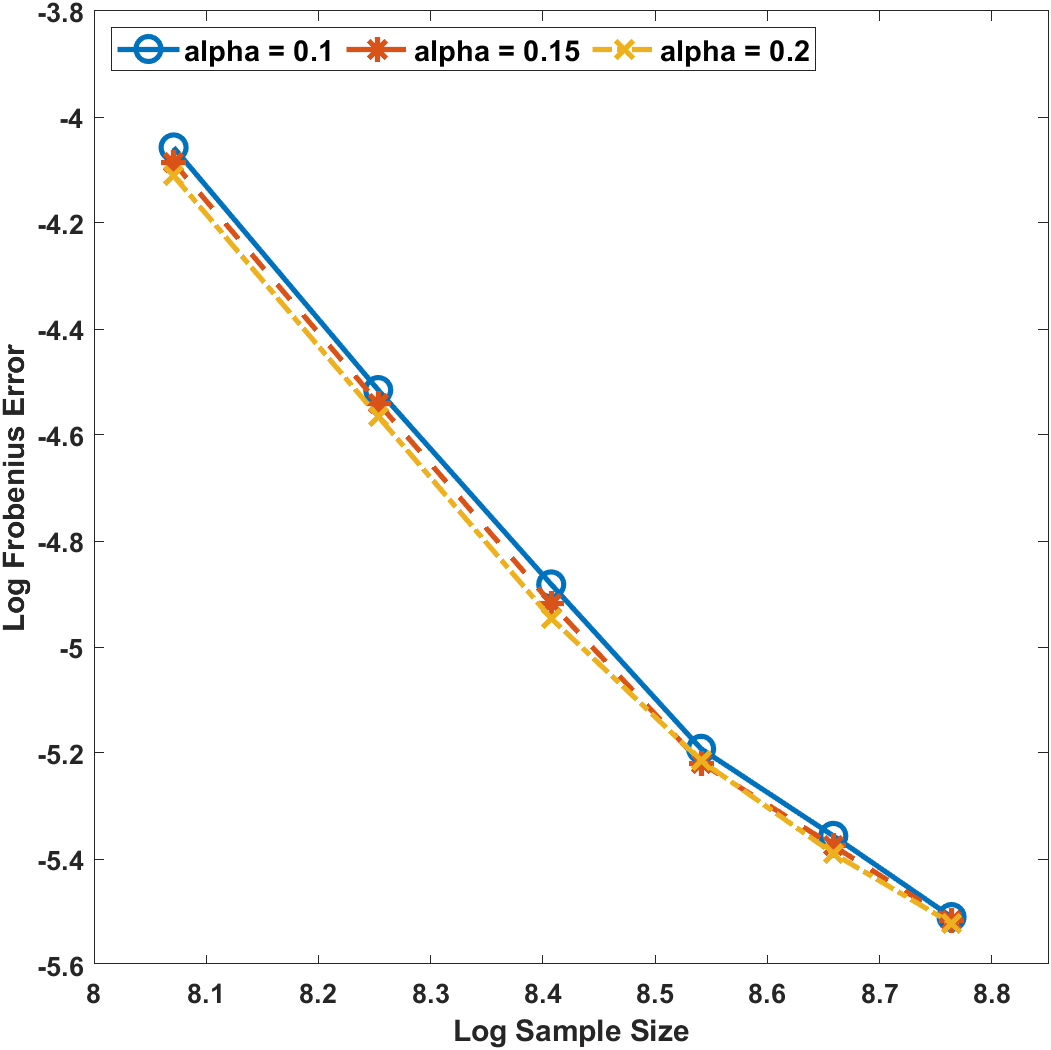 alpha = 0.1 alpha = 0.15 alpha = 0.2
-3.8
-4
-4.2
-4.4
-4.6
-4.8
-5
-5.2
-5.4
-5.6
Log Frobenius Error
8 8.1 8.2 8.3 8.4 8.5 8.6 8.7 8.8
Log Sample Size